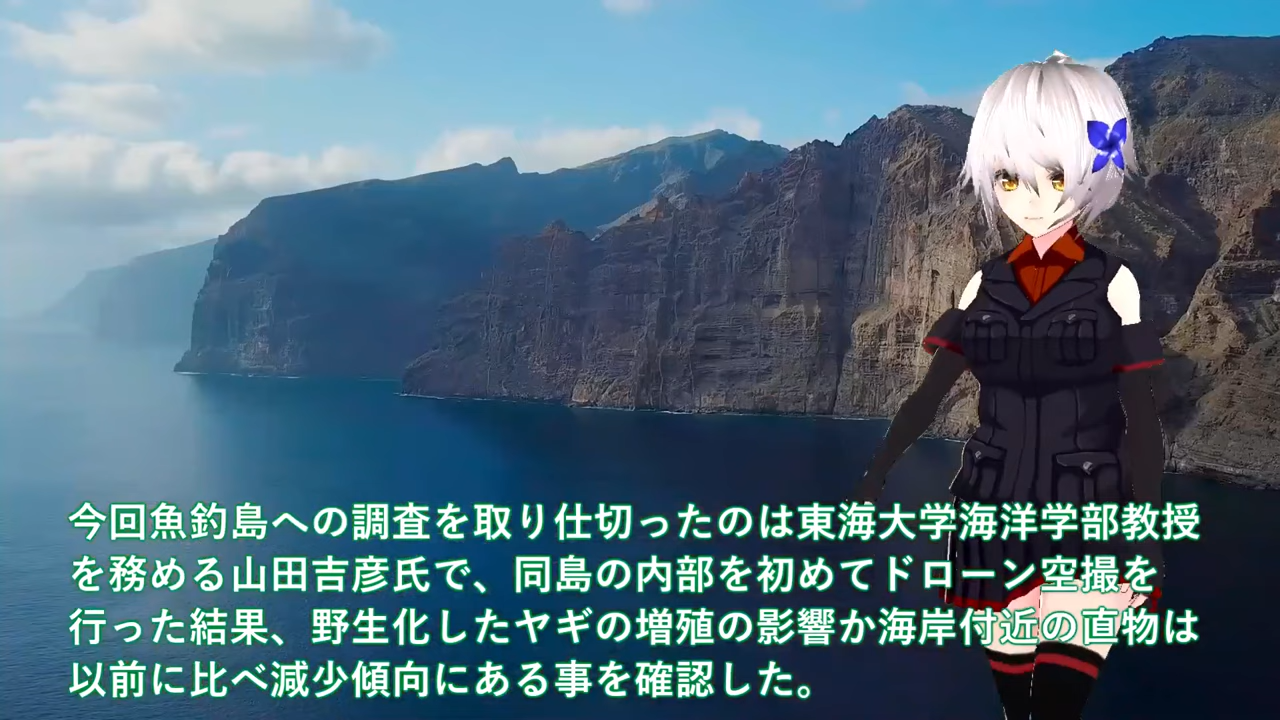 今回魚釣島への調査を取り仕切ったのは東海大学海洋学部教授
を務める山田吉彦氏で、同島の内部を初めてドローン空撮を
行った結果、野生化したヤギの増殖の影響か海岸付近の直物は
以前に比べ減少傾向にある事を確認した。